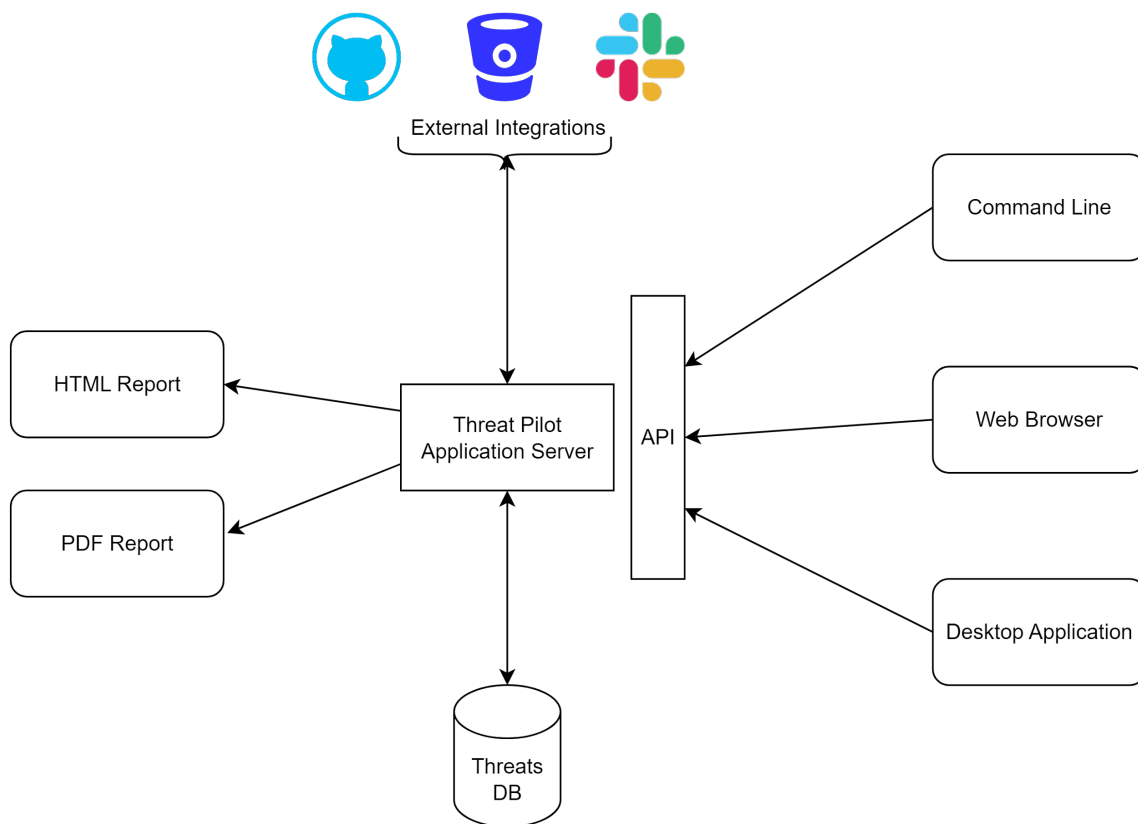 External Integrations
Command Line
HTML Report
Threat Pilot
Application Server
API
Web Browser
PDF Report
Desktop Application
Threats
DB